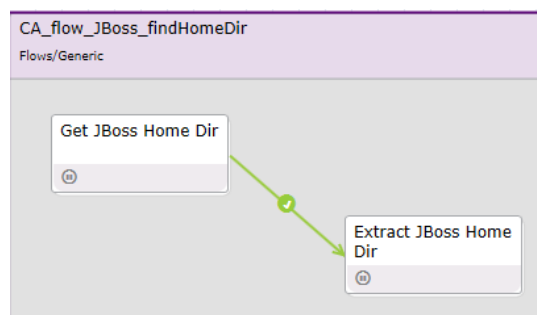 CA_flow_JBoss_findHomeDir
Flows/Generic
Get JBoss Home Dir
Extract JBoss Home
Dir